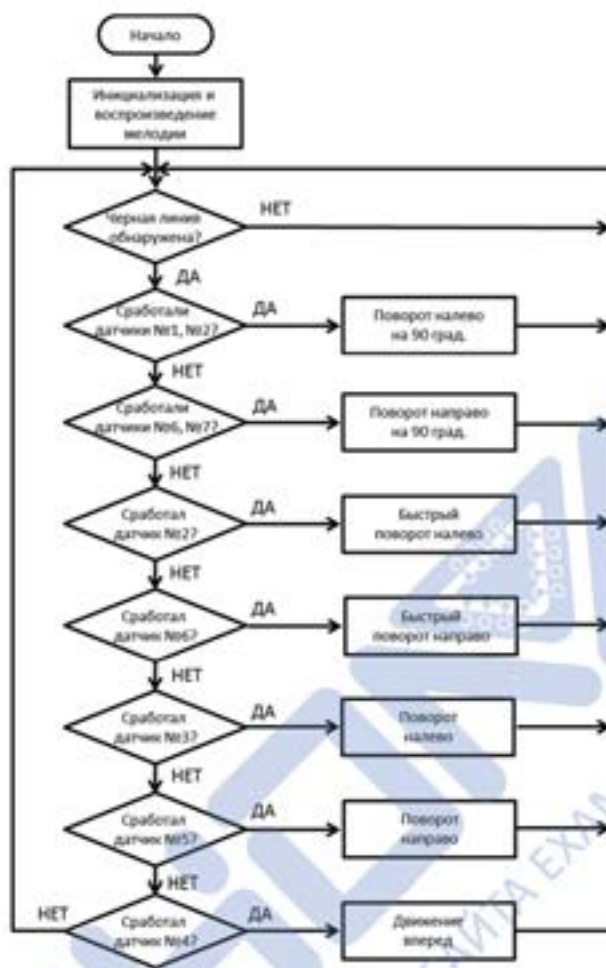 Начало
Инициализация и
воспроизведение
мелодии
Черная линия
обнаружена?
НЕТ
ДА
Сработали
датчики №1, №2?
ДА
Поворот налево
на 90 град.
НЕТ
Сработали
датчики №6, №7?
ДА
Поворот направо
на 90 град.
НЕТ
Сработал
датчик №2?
ДА
Быстрый
поворот налево
НЕТ
Сработал
датчик №6?
ДА
Быстрый
поворот направо
НЕТ
Сработал
датчик №3?
ДА
Поворот
налево
НЕТ
Сработал
датчик №5?
ДА
Поворот
направо
НЕТ
НЕТ
Сработал
датчик №4?
ДА
Движение
вперед
САЙТА EXAM